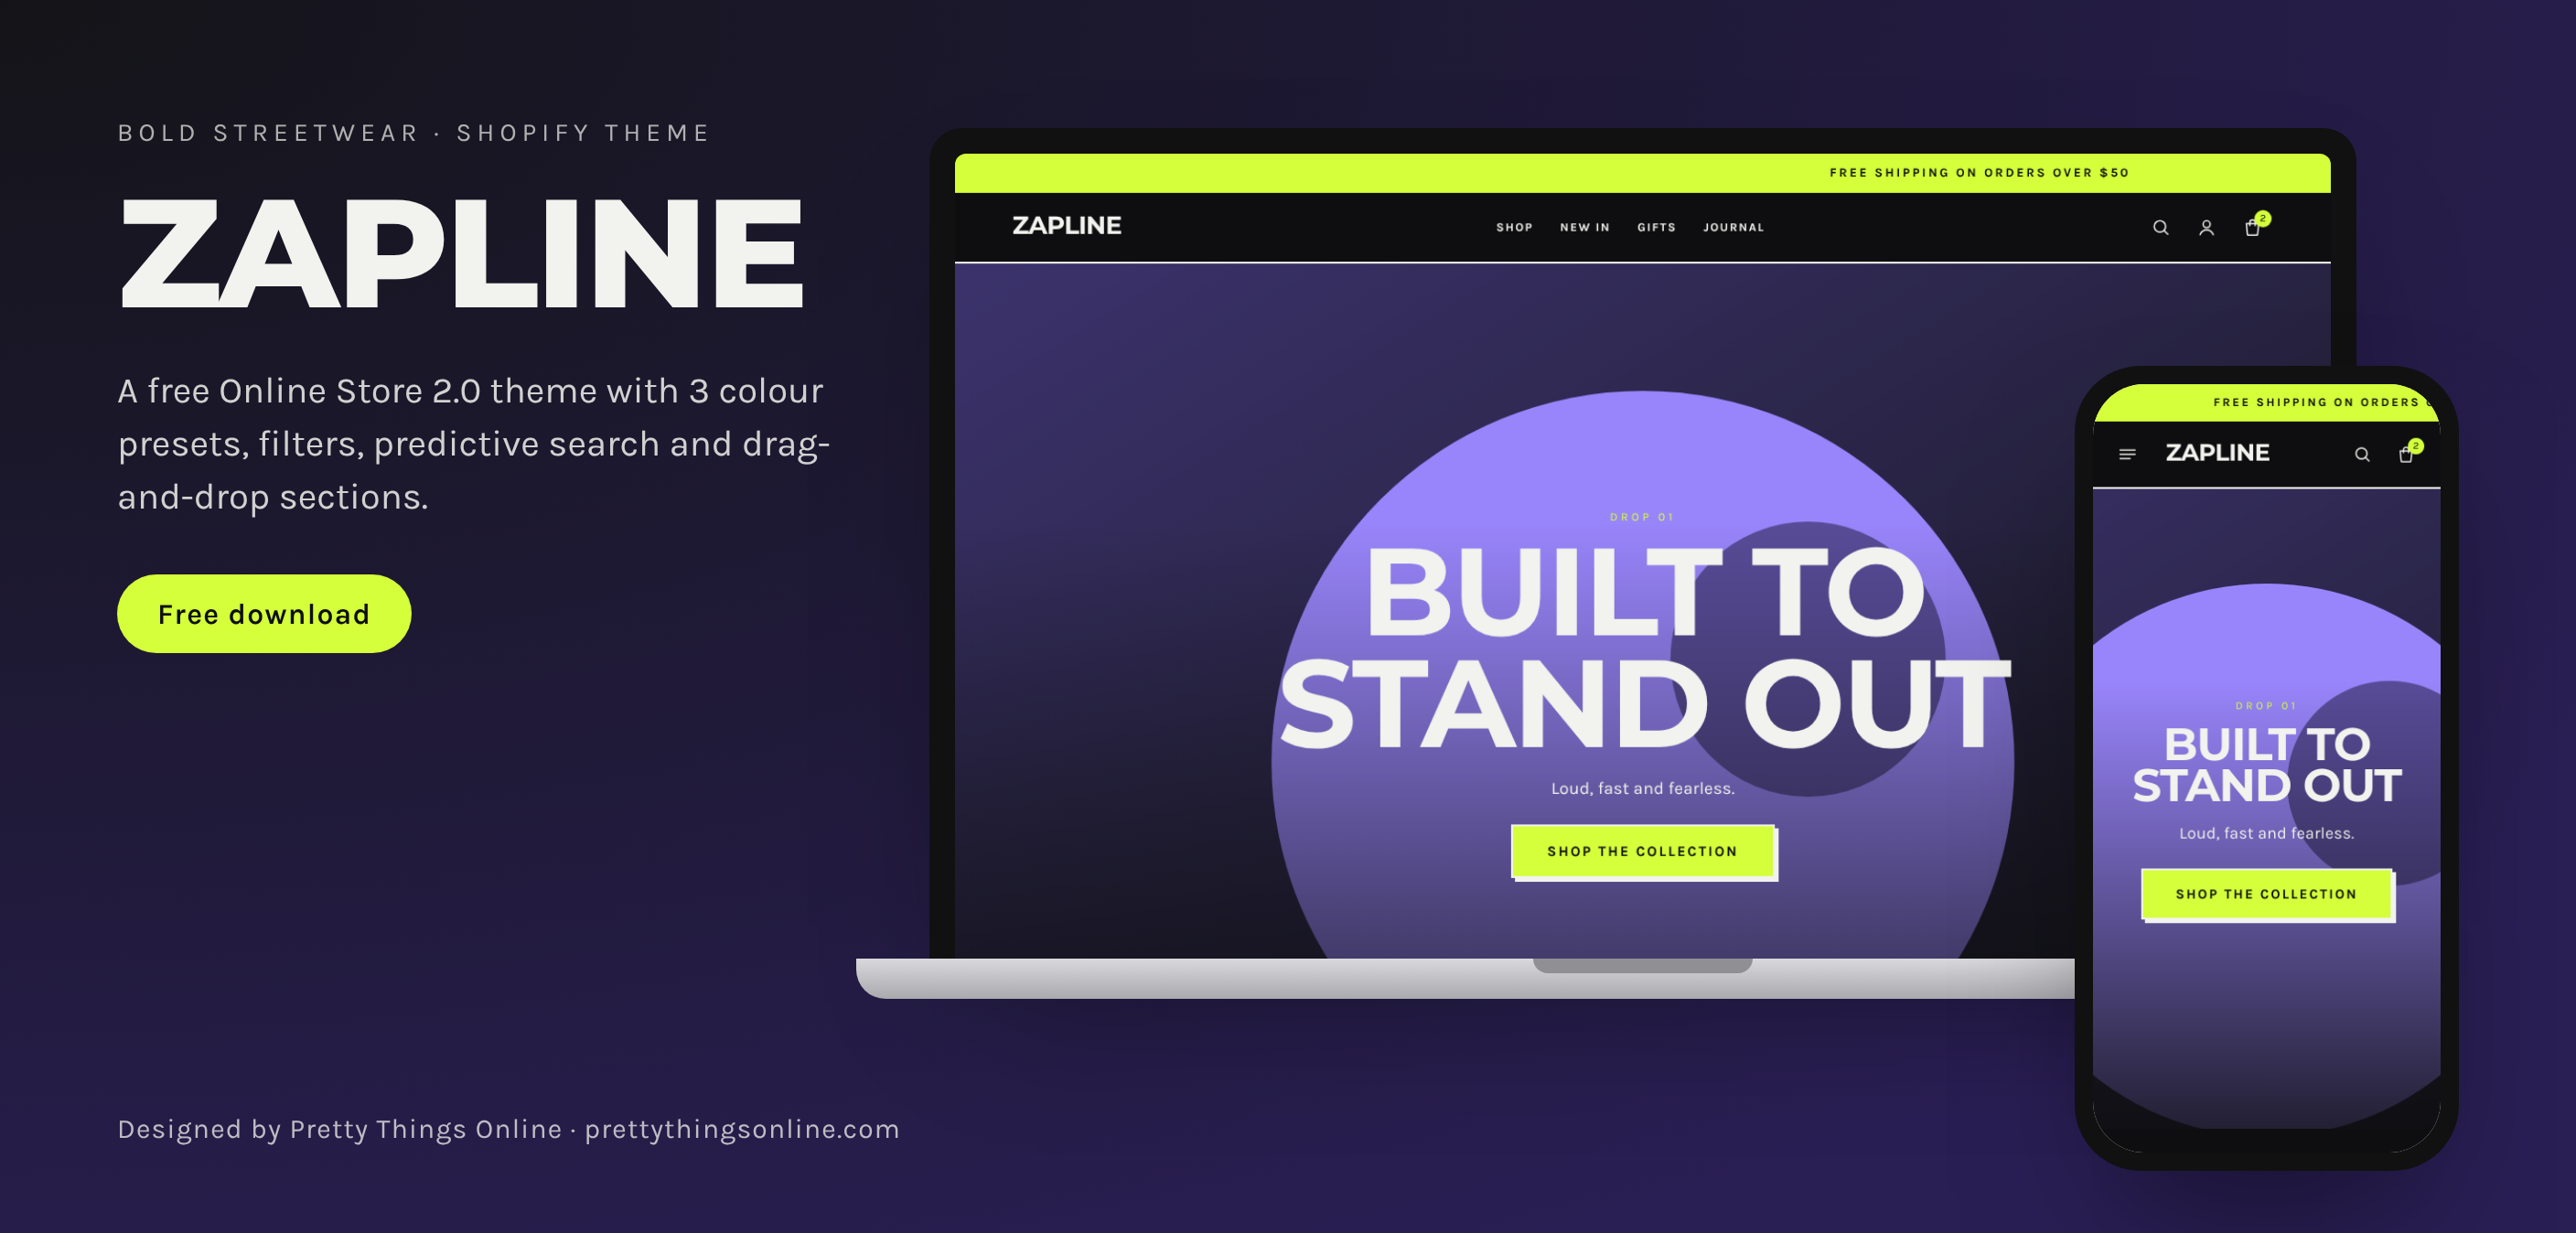 BOLD STREETWEAR · SHOPIFY THEME
ZAPLINE
A free Online Store 2.0 theme with 3 colour
presets, filters, predictive search and drag-
and-drop sections.
Free download
Designed by Pretty Things Online · prettythingsonline.com
FREE SHIPPING ON ORDERS OVER $50
ZAPLINE
SHOP NEW IN GIFTS JOURNAL
2
DROP 01
BUILT TO
STAND OUT
Loud, fast and fearless.
SHOP THE COLLECTION
FREE SHIPPING ON ORDERS
ZAPLINE
2
DROP 01
BUILT TO
STAND OUT
Loud, fast and fearless.
SHOP THE COLLECTION